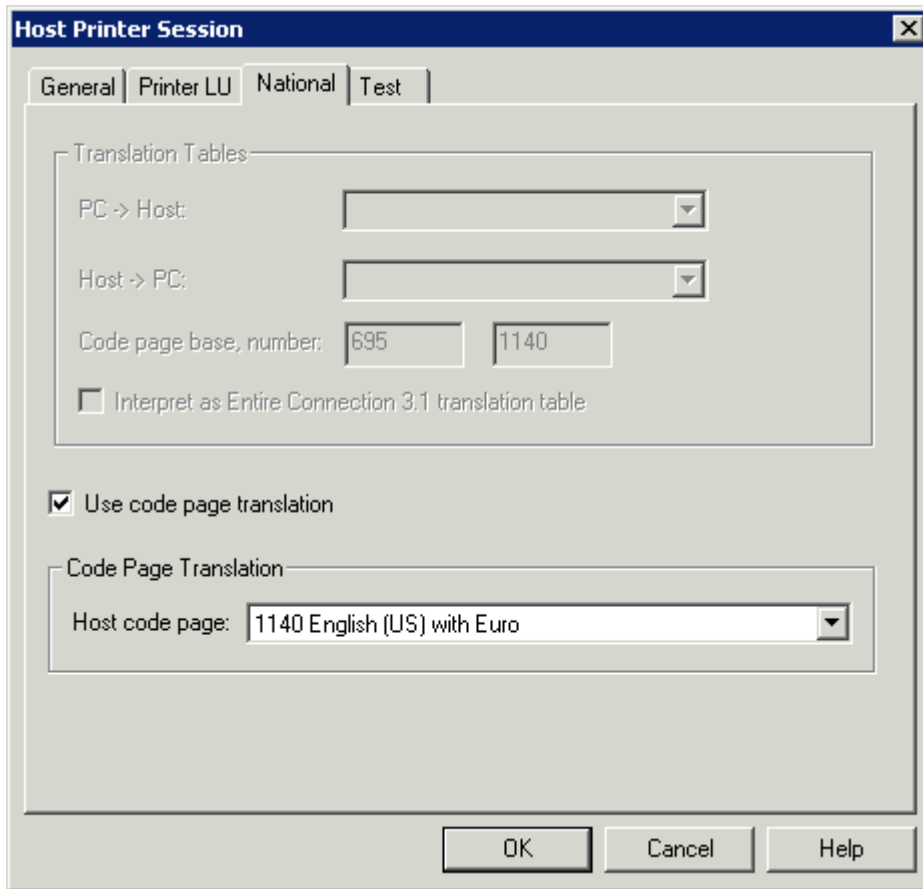 Host Printer Session
General Printer LU National Test
Translation Tables
PC -> Host:
Host -> PC:
Code page base, number: 695 1140
Interpret as Entire Connection 3.1 translation table
Use code page translation
Code Page Translation
Host code page: 1140 English (US) with Euro
OK Cancel Help